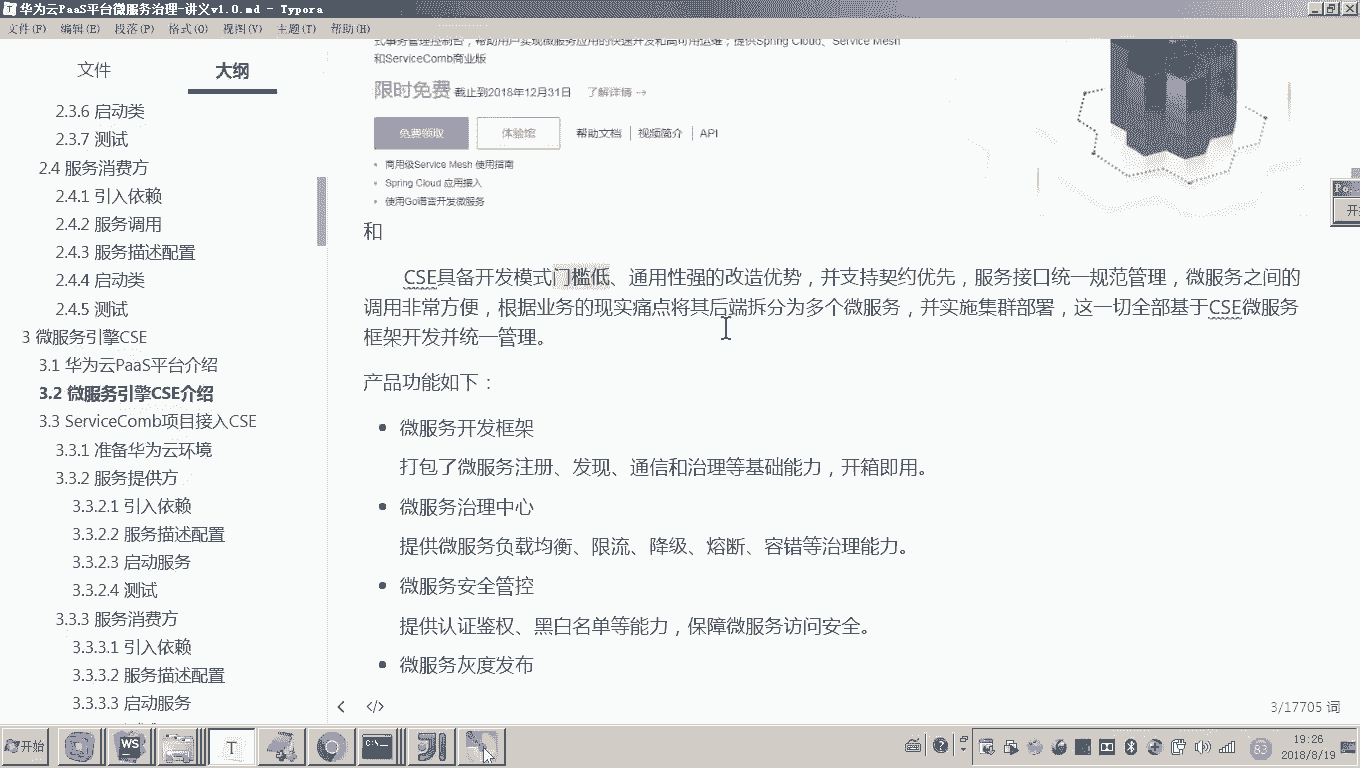 华为云PaaS平台微服务治理-讲义v1.0.md - Typora
文件(F) 编辑(E) 段落(P) 格式(O) 视图(V) 主题(T) 帮助(H)
文件 大纲
2.3.6 启动类
2.3.7 测试
2.4 服务消费方
2.4.1 引入依赖
2.4.2 服务调用
2.4.3 服务描述配置
2.4.4 启动类
2.4.5 测试
3 微服务引擎CSE
3.1 华为云PaaS平台介绍
3.2 微服务引擎CSE介绍
3.3 ServiceComb项目接入CSE
3.3.1 准备华为云环境
3.3.2 服务提供方
3.3.2.1 引入依赖
3.3.2.2 服务描述配置
3.3.2.3 启动服务
3.3.2.4 测试
3.3.3 服务消费方
3.3.3.1 引入依赖
3.3.3.2 服务描述配置
3.3.3.3 启动服务
式事务管理控制台，帮助用户实现微服务应用的快速开发和高可用运维；提供Spring Cloud、Service Mesh
和ServiceComb商业版
限时免费 截止到2018年12月31日 了解详情 →
免费领取 体验馆 帮助文档 视频简介 API
• 商用级Service Mesh 使用指南
• Spring Cloud 应用接入
• 使用Go语言开发微服务
和
CSE具备开发模式门槛低、通用性强的改造优势，并支持契约优先，服务接口统一规范管理，微服务之间的
调用非常方便，根据业务的现实痛点将其后端拆分为多个微服务，并实施集群部署，这一切全部基于CSE微服务
框架开发并统一管理。
产品功能如下：
• 微服务开发框架
打包了微服务注册、发现、通信和治理等基础能力，开箱即用。
• 微服务治理中心
提供微服务负载均衡、限流、降级、熔断、容错等治理能力。
• 微服务安全管控
提供认证鉴权、黑白名单等能力，保障微服务访问安全。
• 微服务灰度发布
</> 3/17705 词
Po
开
开始 WS T C:\ 83 19:26
2018/8/19